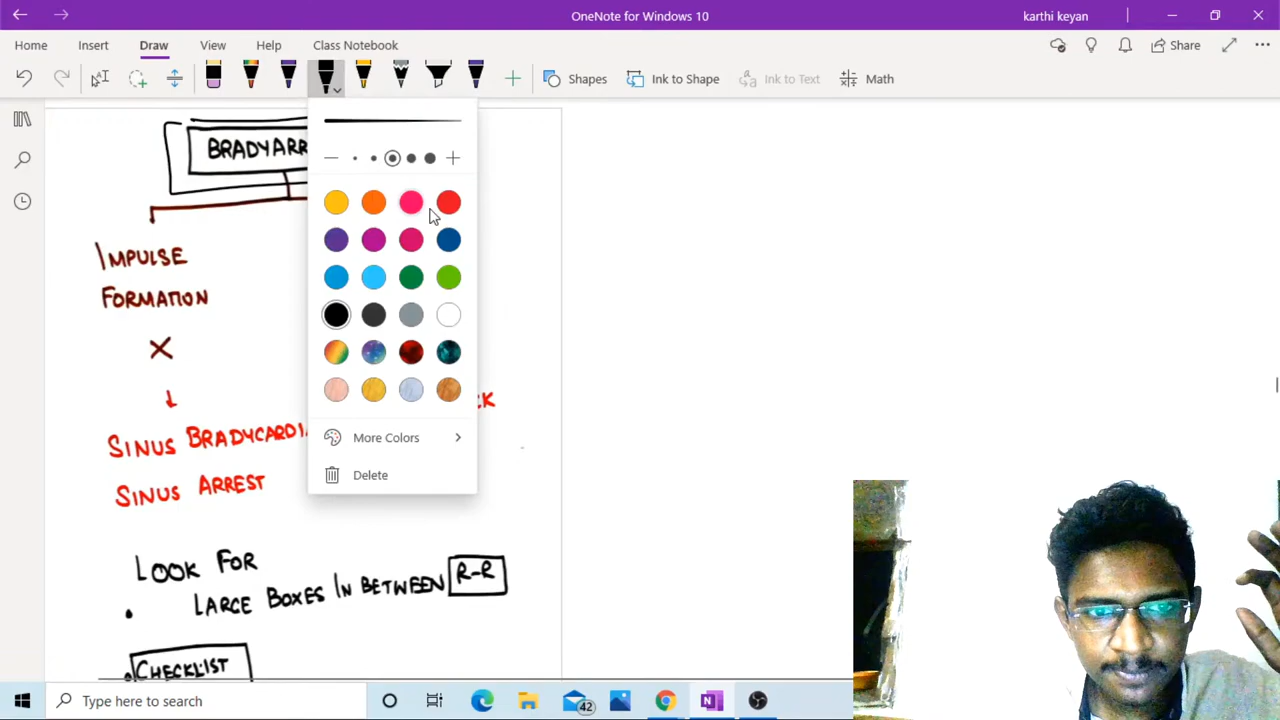 OneNote for Windows 10
karthi keyan
Home Insert Draw View Help Class Notebook
Share
Shapes Ink to Shape Ink to Text Math
BRADYARR
IMPULSE
FORMATION
CK
SINUS BRADYCARDIA
SINUS ARREST
More Colors
Delete
LOOK FOR
• LARGE BOXES IN BETWEEN R-R
• CHECKLIST
Type here to search
42